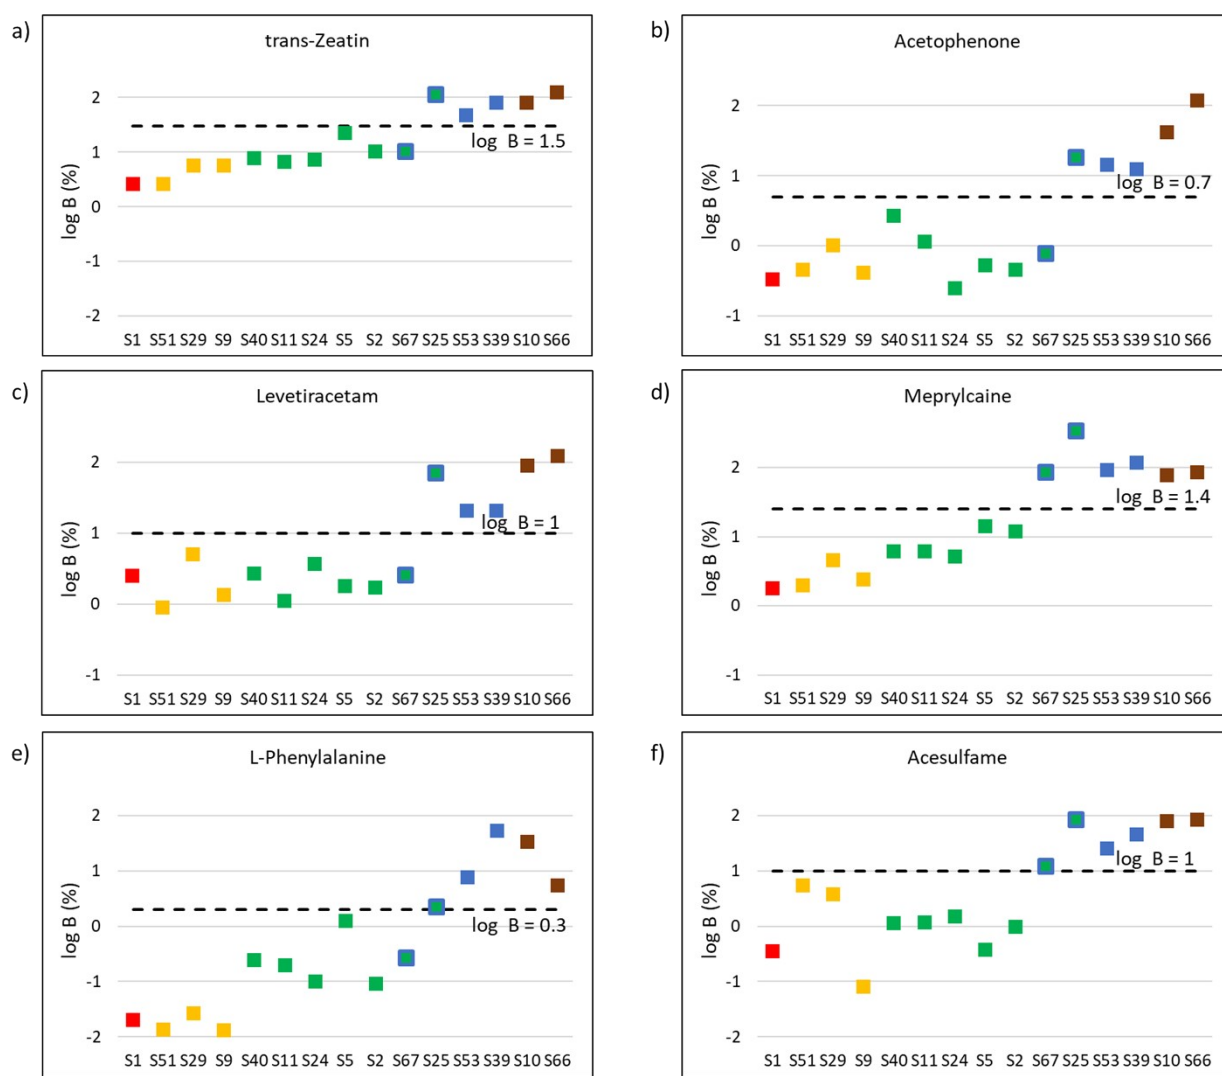 a)
trans-Zeatin
log B (%)
2
1
0
-1
-2
log B = 1.5
S1 S51 S29 S9 S40 S11 S24 S5 S2 S67 S25 S53 S39 S10 S66
b)
Acetophenone
log B (%)
2
1
0
-1
log B = 0.7
S1 S51 S29 S9 S40 S11 S24 S5 S2 S67 S25 S53 S39 S10 S66
c)
Levetiracetam
log B (%)
2
1
0
-1
log B = 1
S1 S51 S29 S9 S40 S11 S24 S5 S2 S67 S25 S53 S39 S10 S66
d)
Meprylcaine
log B (%)
2
1
0
-1
log B = 1.4
S1 S51 S29 S9 S40 S11 S24 S5 S2 S67 S25 S53 S39 S10 S66
e)
L-Phenylalanine
log B (%)
2
1
0
-1
-2
log B = 0.3
S1 S51 S29 S9 S40 S11 S24 S5 S2 S67 S25 S53 S39 S10 S66
f)
Acesulfame
log B (%)
2
1
0
-1
-2
log B = 1
S1 S51 S29 S9 S40 S11 S24 S5 S2 S67 S25 S53 S39 S10 S66